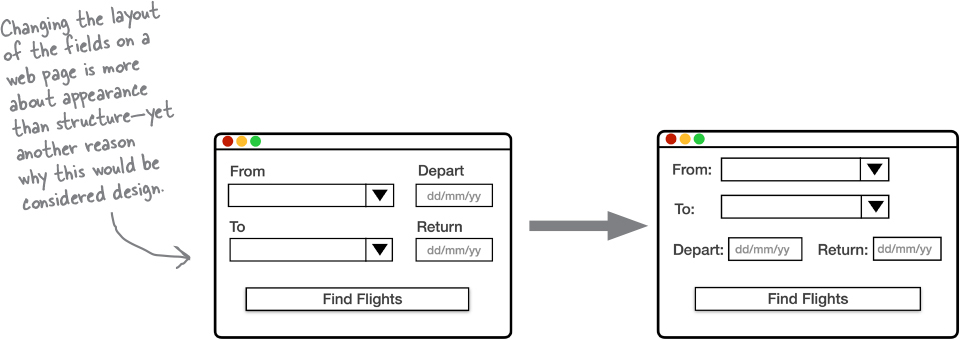 Changing the layout
of the fields on a
web page is more
about appearance
than structure—yet
another reason
why this would be
considered design.
From Depart
dd/mm/yy
To Return
dd/mm/yy
Find Flights
From:
To:
Depart: dd/mm/yy Return: dd/mm/yy
Find Flights